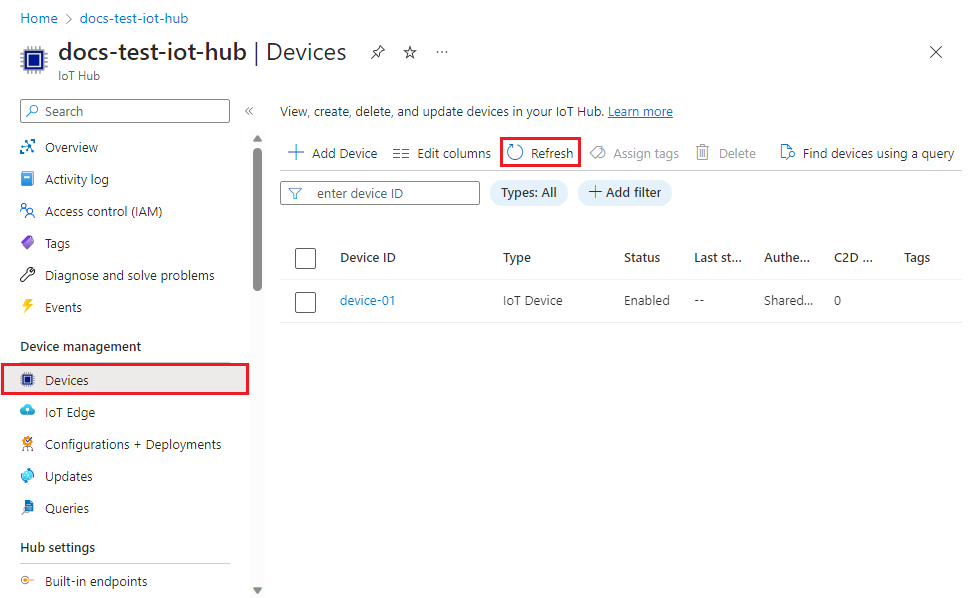 Home > docs-test-iot-hub
docs-test-iot-hub | Devices ...
IoT Hub
Search
«
View, create, delete, and update devices in your IoT Hub. Learn more
Overview
Activity log
Access control (IAM)
Tags
Diagnose and solve problems
Events
Device management
Devices
IoT Edge
Configurations + Deployments
Updates
Queries
Hub settings
Built-in endpoints
+ Add Device Edit columns Refresh Assign tags Delete Find devices using a query
enter device ID Types: All + Add filter
Device ID Type Status Last st... Authe... C2D ... Tags
device-01 IoT Device Enabled -- Shared... 0